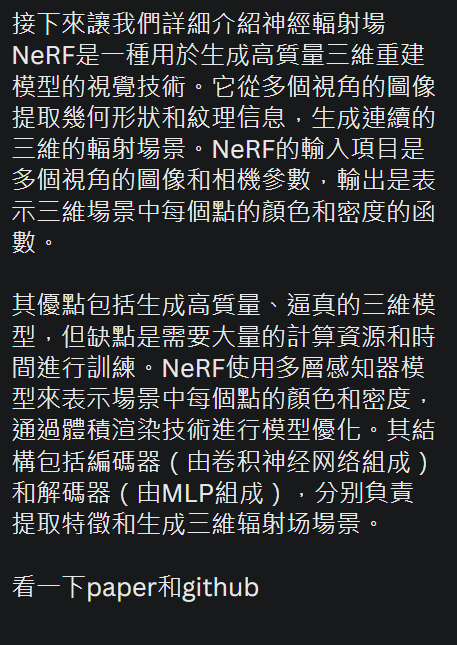 接下來讓我們詳細介紹神經輻射場
NeRF是一種用於生成高質量三維重建
模型的視覺技術。它從多個視角的圖像
提取幾何形狀和紋理信息，生成連續的
三維的輻射場景。NeRF的輸入項目是
多個視角的圖像和相機參數，輸出是表
示三維場景中每個點的顏色和密度的函
數。
其優點包括生成高質量、逼真的三維模
型，但缺點是需要大量的計算資源和時
間進行訓練。NeRF使用多層感知器模
型來表示場景中每個點的顏色和密度，
通過體積渲染技術進行模型優化。其結
構包括編碼器（由卷积神经网络組成）
和解碼器（由MLP組成），分別負責
提取特徵和生成三維辐射场場景。
看一下paper和github